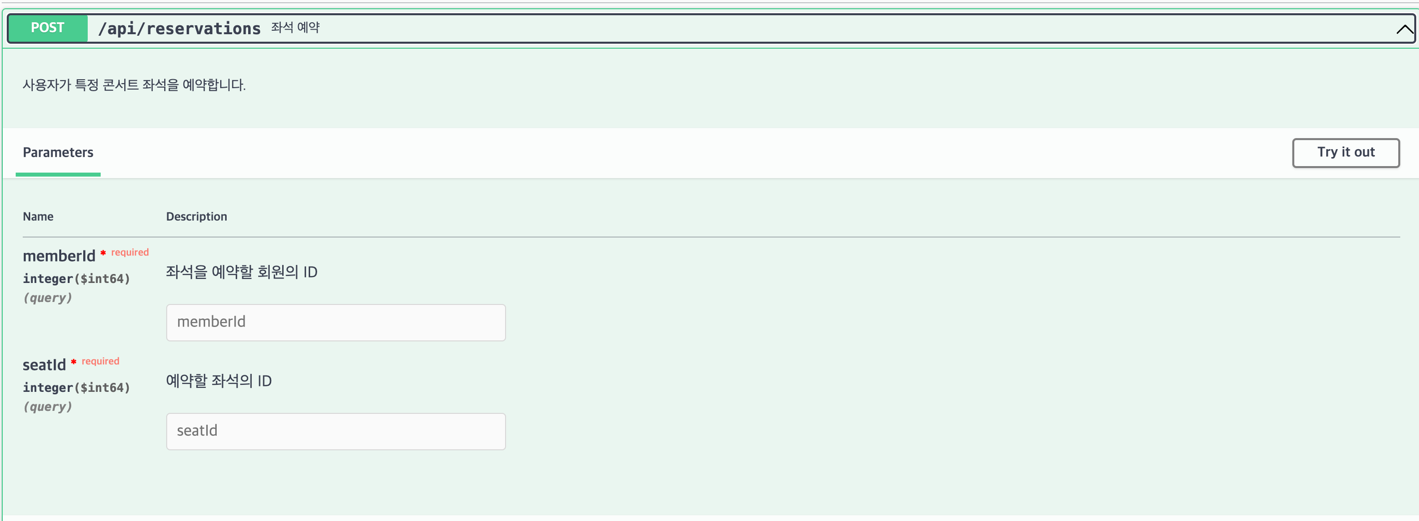 POST /api/reservations 좌석 예약
사용자가 특정 콘서트 좌석을 예약합니다.
Parameters Try it out
Name Description
memberId * required
integer($int64)
(query)
좌석을 예약할 회원의 ID
memberId
seatId * required
integer($int64)
(query)
예약할 좌석의 ID
seatId